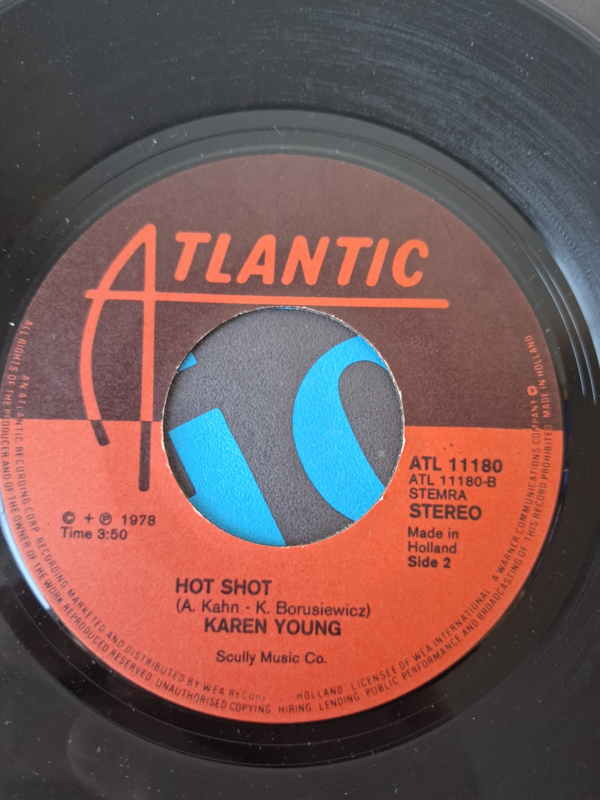 ATLANTIC
ATL 11180
ATL 11180-B
STEMRA
STEREO
Made in
Holland
Side 2
© + ℗ 1978
Time 3:50
HOT SHOT
(A. Kahn - K. Borusiewicz)
KAREN YOUNG
Scully Music Co.
AN ATLANTIC RECORDING CORP. RECORDING MARKETED AND DISTRIBUTED BY WEA HOLLAND. LICENSEE OF WEA INTERNATIONAL. A WARNER COMMUNICATIONS COMPANY
ALL RIGHTS OF THE PRODUCER AND OF THE OWNER OF THE WORK REPRODUCED RESERVED. UNAUTHORISED COPYING, HIRING, LENDING, PUBLIC PERFORMANCE AND BROADCASTING OF THIS RECORD PROHIBITED. MADE IN HOLLAND